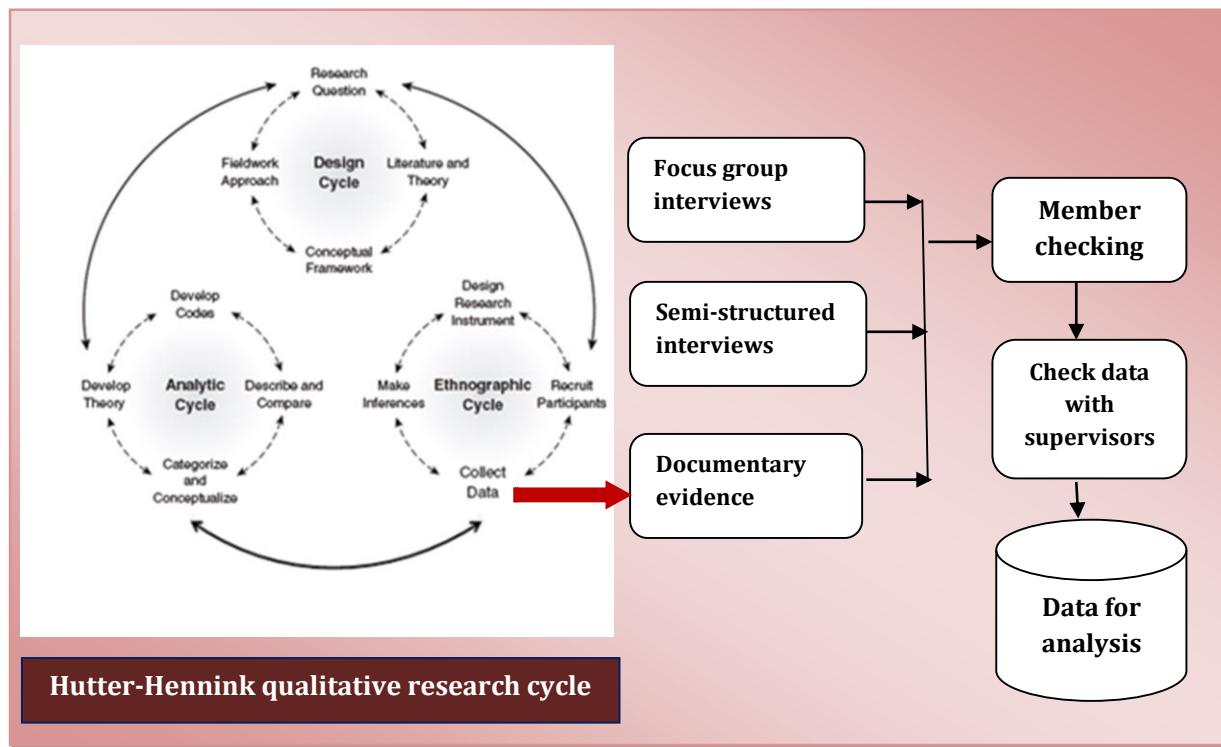 Research
Question
Fieldwork
Approach
Design
Cycle
Literature and
Theory
Conceptual
Framework
Develop
Codes
Develop
Theory
Analytic
Cycle
Describe and
Compare
Categorize
and
Conceptualize
Design
Research
Instrument
Make
Inferences
Ethnographic
Cycle
Recruit
Participants
Collect
Data
Hutter-Hennink qualitative research cycle
Focus group
interviews
Semi-structured
interviews
Documentary
evidence
Member
checking
Check data
with
supervisors
Data for
analysis